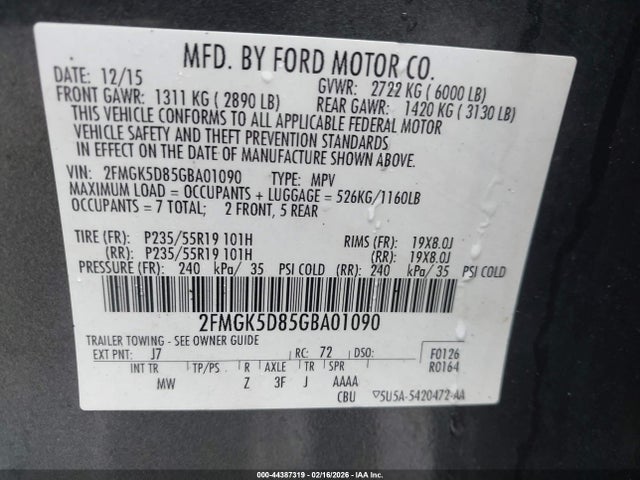 MFD. BY FORD MOTOR CO.
DATE: 12/15 GVWR: 2722 KG ( 6000 LB)
FRONT GAWR: 1311 KG ( 2890 LB) REAR GAWR: 1420 KG ( 3130 LB)
THIS VEHICLE CONFORMS TO ALL APPLICABLE FEDERAL MOTOR
VEHICLE SAFETY AND THEFT PREVENTION STANDARDS
IN EFFECT ON THE DATE OF MANUFACTURE SHOWN ABOVE.
VIN: 2FMGK5D85GBA01090 TYPE: MPV
MAXIMUM LOAD = OCCUPANTS + LUGGAGE = 526KG/1160LB
OCCUPANTS = 7 TOTAL; 2 FRONT, 5 REAR
TIRE (FR): P235/55R19 101H RIMS (FR): 19X8.0J
(RR): P235/55R19 101H (RR): 19X8.0J
PRESSURE (FR): 240 kPa/ 35 PSI COLD (RR): 240 kPa/ 35 PSI COLD
2FMGK5D85GBA01090
TRAILER TOWING - SEE OWNER GUIDE
EXT PNT: J7 RC: 72 DSO: F0126
R0164
INT TR TP/PS R AXLE TR SPR
MW Z 3F J AAAA
CBU ▽5U5A-5420472-AA
000-44387319 | 02/16/2026 - IAA Inc.